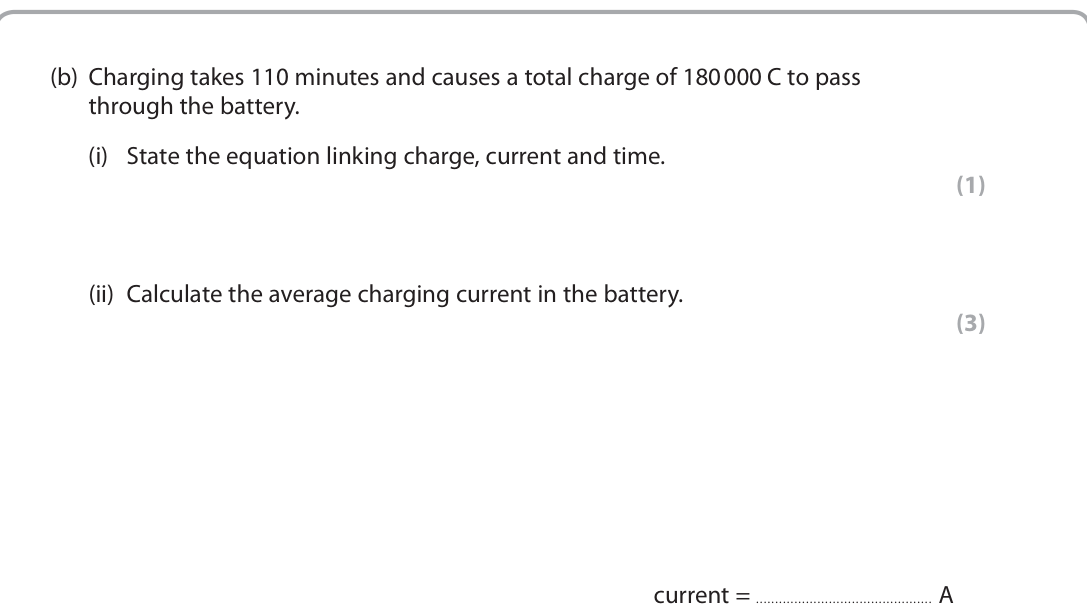 (b) Charging takes 110 minutes and causes a total charge of 180 000 C to pass
through the battery.
(i) State the equation linking charge, current and time.
(1)
(ii) Calculate the average charging current in the battery.
(3)
current = .............................................. A